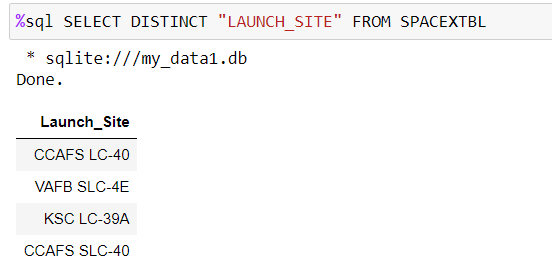 %sql SELECT DISTINCT "LAUNCH_SITE" FROM SPACEXTBL
* sqlite:///my_data1.db
Done.
Launch_Site
CCAFS LC-40
VAFB SLC-4E
KSC LC-39A
CCAFS SLC-40